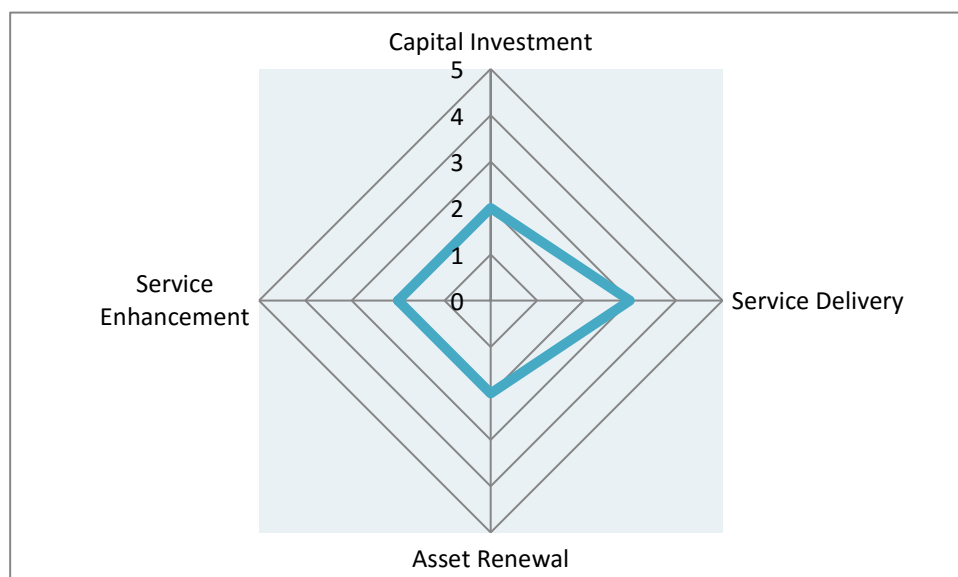 Capital Investment
5
4
3
2
1
0
Service
Enhancement
Service Delivery
Asset Renewal